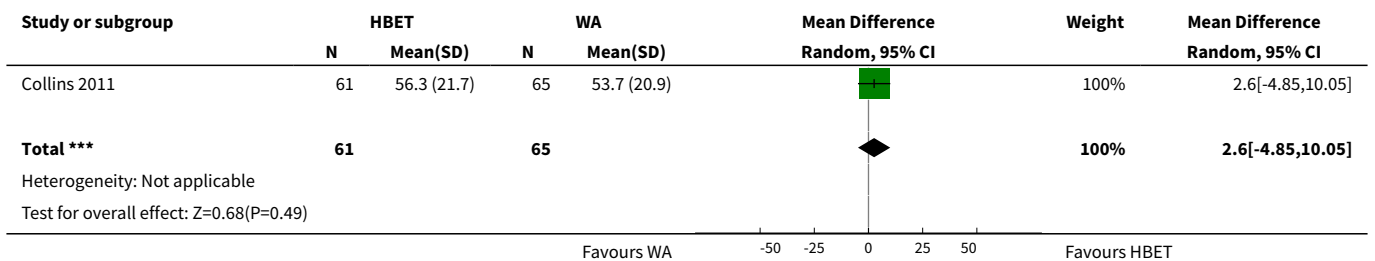 Study or subgroup HBET WA Mean Difference Weight Mean Difference
N Mean(SD) N Mean(SD) Random, 95% CI Random, 95% CI
Collins 2011 61 56.3 (21.7) 65 53.7 (20.9) 100% 2.6[-4.85,10.05]
Total *** 61 65 100% 2.6[-4.85,10.05]
Heterogeneity: Not applicable
Test for overall effect: Z=0.68(P=0.49)
Favours WA -50 -25 0 25 50 Favours HBET